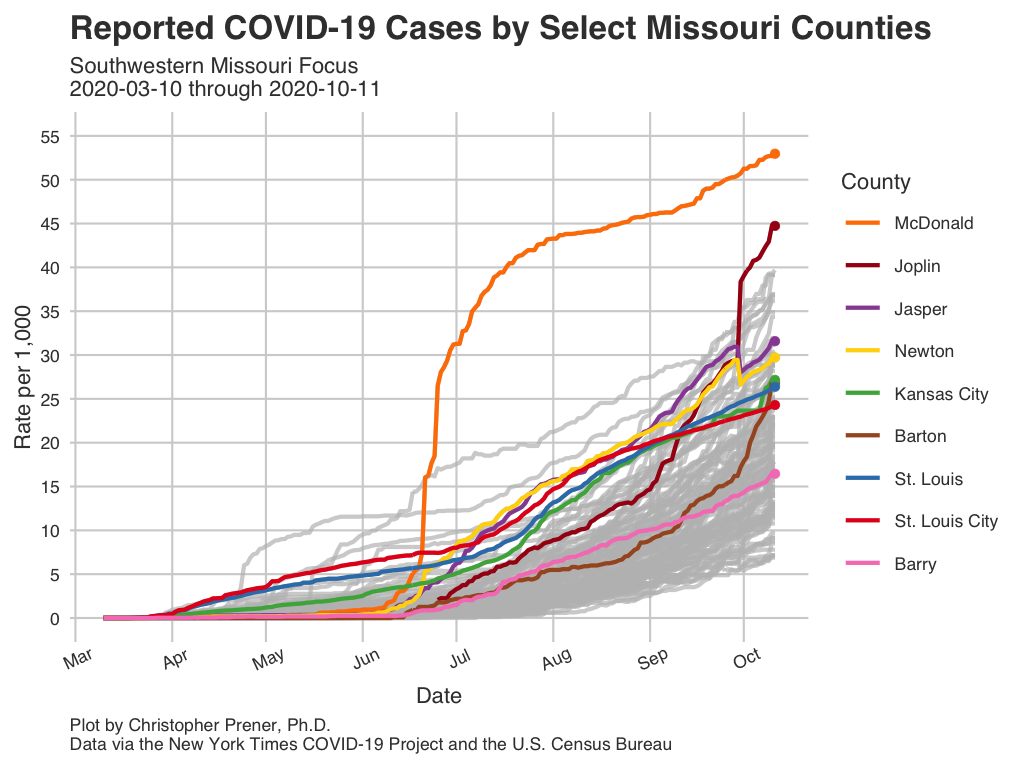 Reported COVID-19 Cases by Select Missouri Counties
Southwestern Missouri Focus
2020-03-10 through 2020-10-11
55
50
45
40
35
30
25
20
15
10
5
0
Rate per 1,000
Mar
Apr
May
Jun
Jul
Aug
Sep
Oct
Date
County
McDonald
Joplin
Jasper
Newton
Kansas City
Barton
St. Louis
St. Louis City
Barry
Plot by Christopher Prener, Ph.D.
Data via the New York Times COVID-19 Project and the U.S. Census Bureau